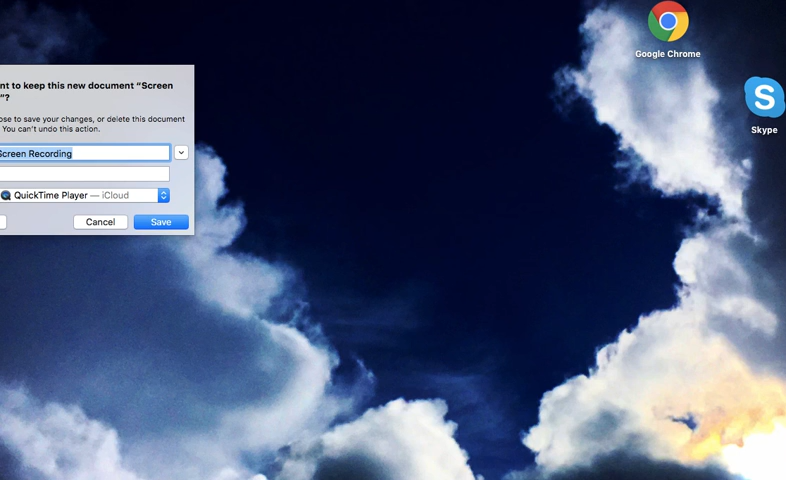 nt to keep this new document “Screen
”?
ose to save your changes, or delete this document
You can’t undo this action.
Screen Recording
QuickTime Player — iCloud
Cancel
Save
Google Chrome
S
Skype